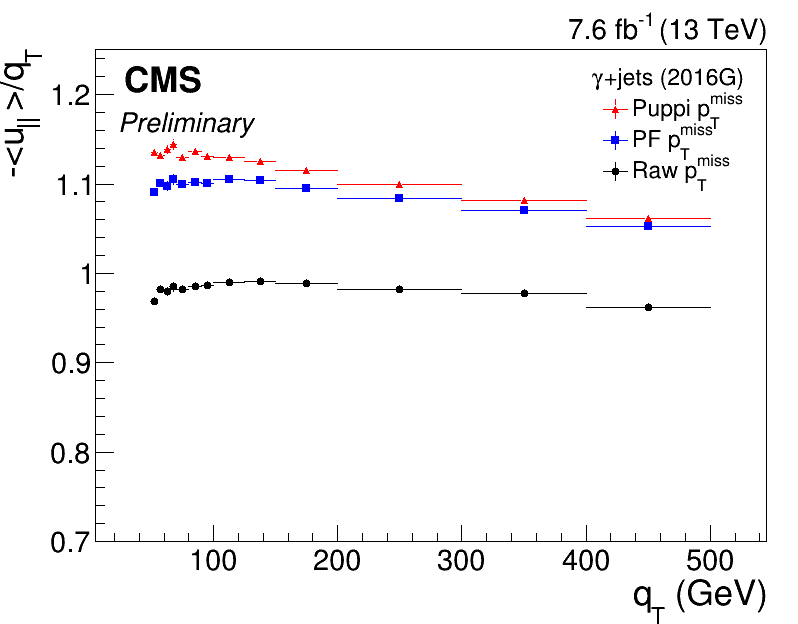 7.6 fb⁻¹ (13 TeV)
-<u_∥ >/q_T
CMS
Preliminary
γ+jets (2016G)
Puppi p_T^miss
PF p_T^miss
Raw p_T^miss
1.2
1.1
1
0.9
0.8
0.7
100 200 300 400 500
q_T (GeV)